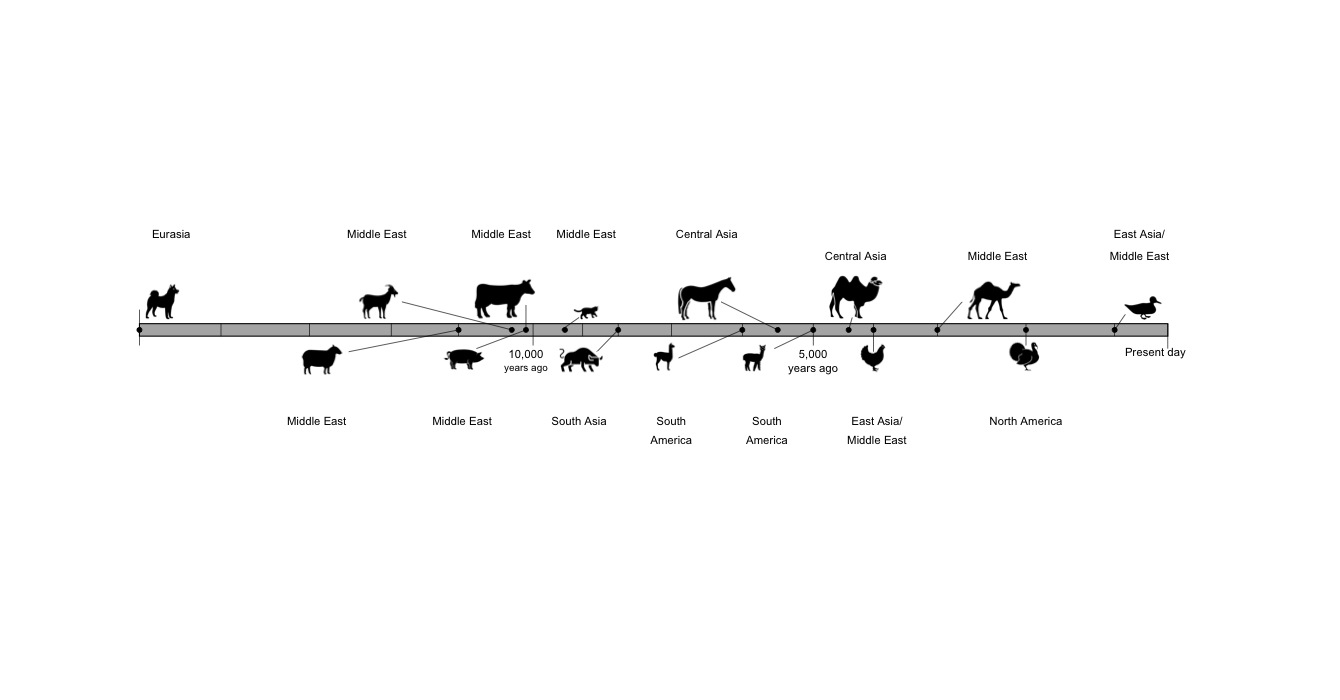 Eurasia
Middle East
Middle East
Middle East
Central Asia
East Asia/
Middle East
Central Asia
Middle East
10,000
years ago
5,000
years ago
Present day
Middle East
Middle East
South Asia
South
America
South
America
East Asia/
Middle East
North America